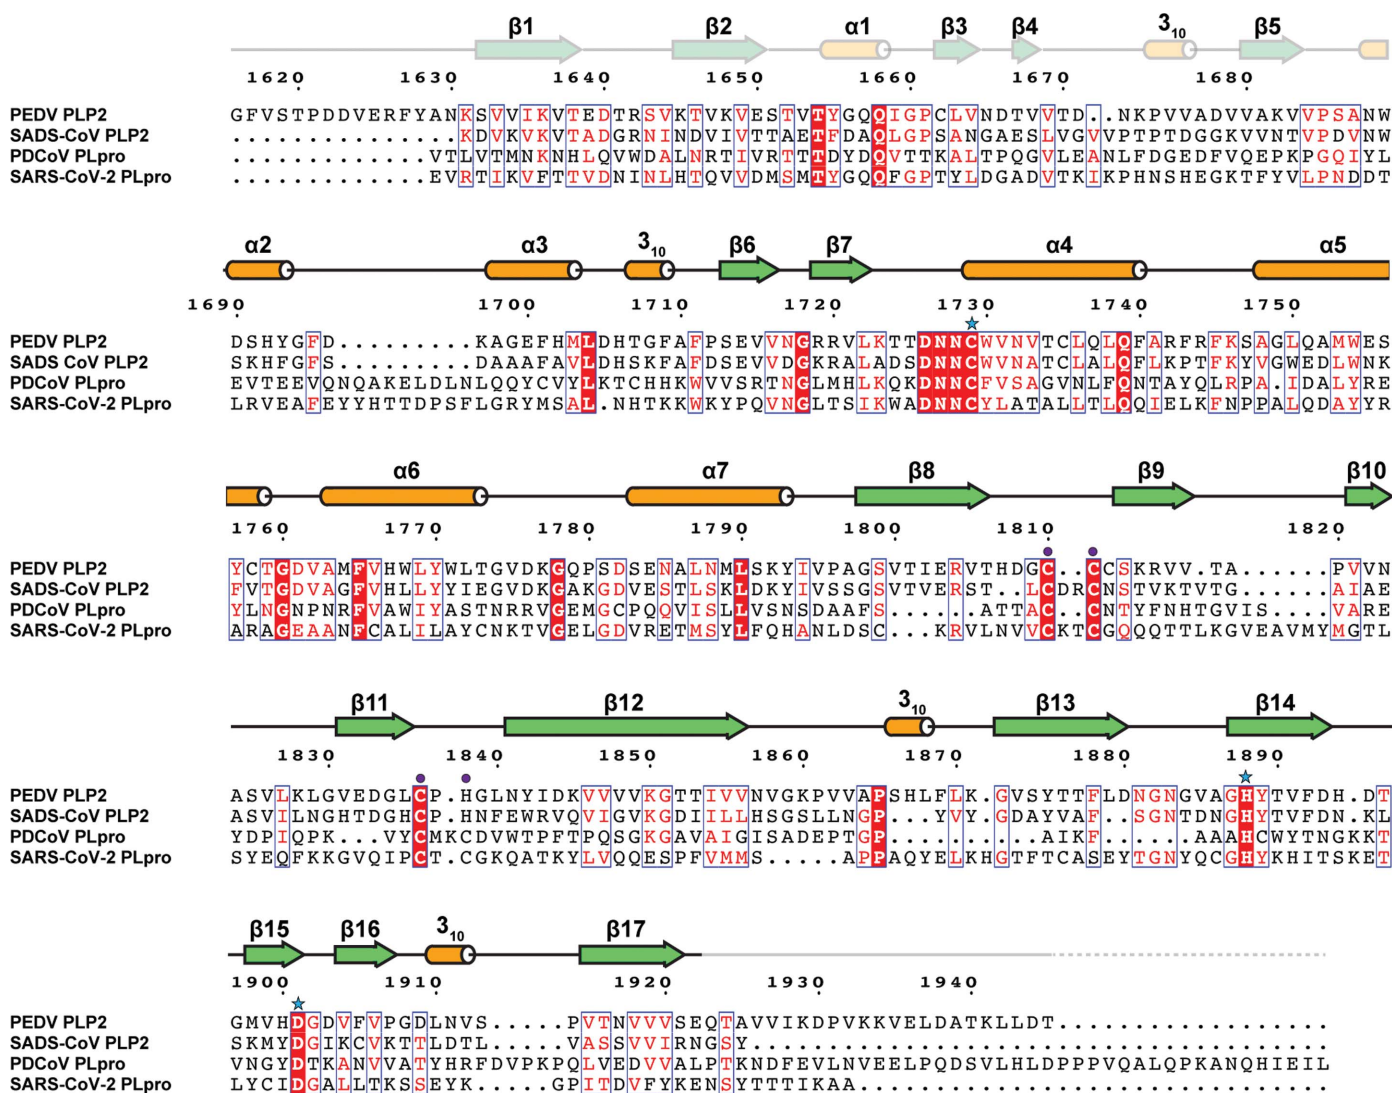 β1 β2 α1 β3 β4 3₁₀ β5
1620 1630 1640 1650 1660 1670 1680
PEDV PLP2 GFVSTPDDVERFYANKSVVIKVTEDTRSVKTVKVESTVTYGQQIGPCLVNDTVVTD..NKPVVADVVAKVVPSANW
SADS-CoV PLP2 ...............KDVKVKVTADGRNINDVIVTTAETFDAQLGPSANGAESLVGVVPTPTDGGKVVNTVPDVNW
PDCoV PLpro .............VTLVTMNKNHLQVWDALNRTIVRTTTDYDQVTTKALTPQGVLEANLFDGEDFVQEPKPGQIYL
SARS-CoV-2 PLpro .............EVRTIKVFTTVDNINLHTQVVDMSMTYGQQFGPTYLDGADVTKIKPHNSHEGKTFYVLPNDDT
α2 α3 3₁₀ β6 β7 α4 α5
1690 1700 1710 1720 1730 1740 1750
PEDV PLP2 DSHYGFD.........KAGEFHMLDHTGFAFPSEVVNGRRVLKTTDNNCWVNVTCLQLQFARFRFKSAGLQAMWES
SADS CoV PLP2 SKHFGFS.........DAAAFAVLDHTAFKFDSEVVDGKRALADSDNNCWVNATCLALQFLKPTFKYVGWEDLWNK
PDCoV PLpro EVTEEVQNQAKELDLNLQQYCVYLKTCHHKWVVSRTNGLMHLKQKDNNCFVSAGVNLFQNTAYQLRPA.IDALYRE
SARS-CoV-2 PLpro LRVEAFEYYHTTDPSFLGRYMSAL.NHTKKWKYPQVNGLTSIKWADNNCYLATALLTLQQIELKFNPPALQDAYYR
α6 α7 β8 β9 β10
1760 1770 1780 1790 1800 1810 1820
PEDV PLP2 YCTGDVAMFVHWLYWLTGVDKGQPSDSENALNMLSKYIVPAGSVTIERVTHDGC.CCSKRVV.TA......PVVN
SADS-CoV PLP2 FVTGDVAGFVHLLYYIEGVDKGAKGDVESTLSKLDKYIVSSGSVTVERST..LCDRCNSVTKTVTG......AIAE
PDCoV PLpro YLNGNPNRFVAWIYASTNRRVGEMGCPQQVISLLVSNSDAAFS......ATTAC.CNTYFNHTGVIS....VARE
SARS-CoV-2 PLpro ARAGEAANFCALILAYCNKTVGELGDVRETMSYLFQHANLDSC...KRVLNVVCKTCGQQQTTLKGVEAVMYMGTL
β11 β12 3₁₀ β13 β14
1830 1840 1850 1860 1870 1880 1890
PEDV PLP2 ASVLKLGVEDGLCP.HGLNYIDKVVVVKGTTIVVNVGKPVVAPSHLFLK.GVSYTTFLDNGNGVAGHYTVFDH.DT
SADS-CoV PLP2 ASVILNGHTDGHCP.HNFEWRVQVIGVKGDIILLHSGSLLNGP....YVY.GDAYVAF..SGNTDNGHYTVFDN.KL
PDCoV PLpro YDPIQPK...VYCMKCDVWTPFTPQSGKGAVAIGISADEPTGP..........AIKF......AAAHCWYTNGKKT
SARS-CoV-2 PLpro SYEQFKKGVQIPCT.CGKQATKYLVQQESPFVMMS.....APPAQYELKHGTFTCASEYTGNYQCGHYKHITSKET
β15 β16 3₁₀ β17
1900 1910 1920 1930 1940
PEDV PLP2 GMVHDGDVFVPGDLNVS.....PVTNVVVSEQTAVVIKDPVKKVELDATKLLDT..................
SADS-CoV PLP2 SKMYDGIKCVKTTLDTL.....VASSVVIRNGSY......................................
PDCoV PLpro VNGYDTKANVVATYHRFDVPKPQLVEDVVALPTKNDFEVLNVEELPQDSVLHLDPPPVQALQPKANQHIEIL
SARS-CoV-2 PLpro LYCIDGALLTKSSEYK......GPITDVFYKENSYTTTIKAA...............................